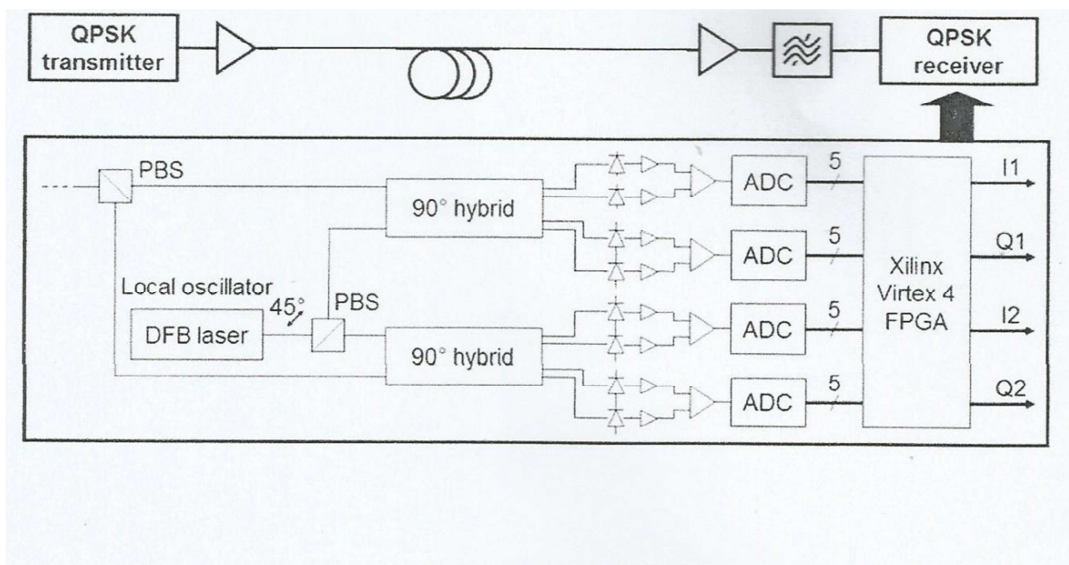 QPSK
transmitter
QPSK
receiver
PBS
90° hybrid
ADC
5
I1
ADC
5
Q1
Xilinx
Virtex 4
FPGA
Local oscillator
45°
PBS
DFB laser
90° hybrid
ADC
5
I2
ADC
5
Q2